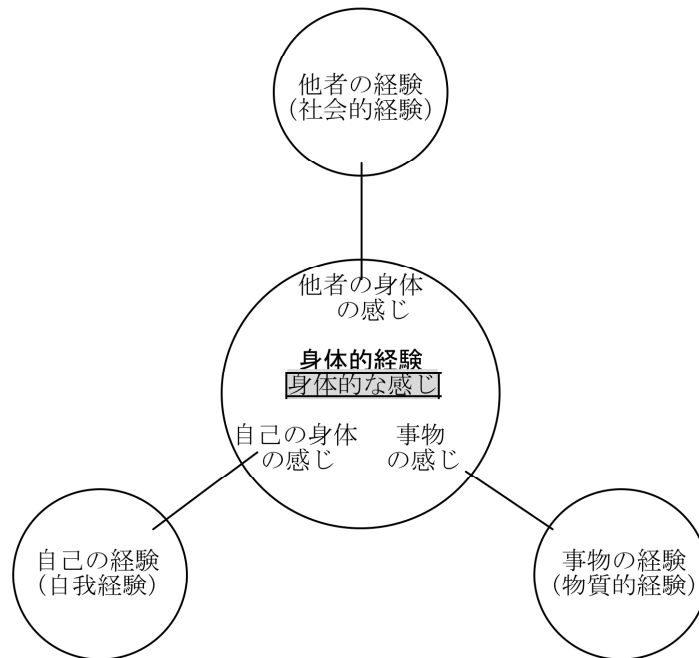 他者の経験
(社会的経験)
他者の身体
の感じ
身体的経験
身体的な感じ
自己の身体
の感じ
事物
の感じ
自己の経験
(自我経験)
事物の経験
(物質的経験)